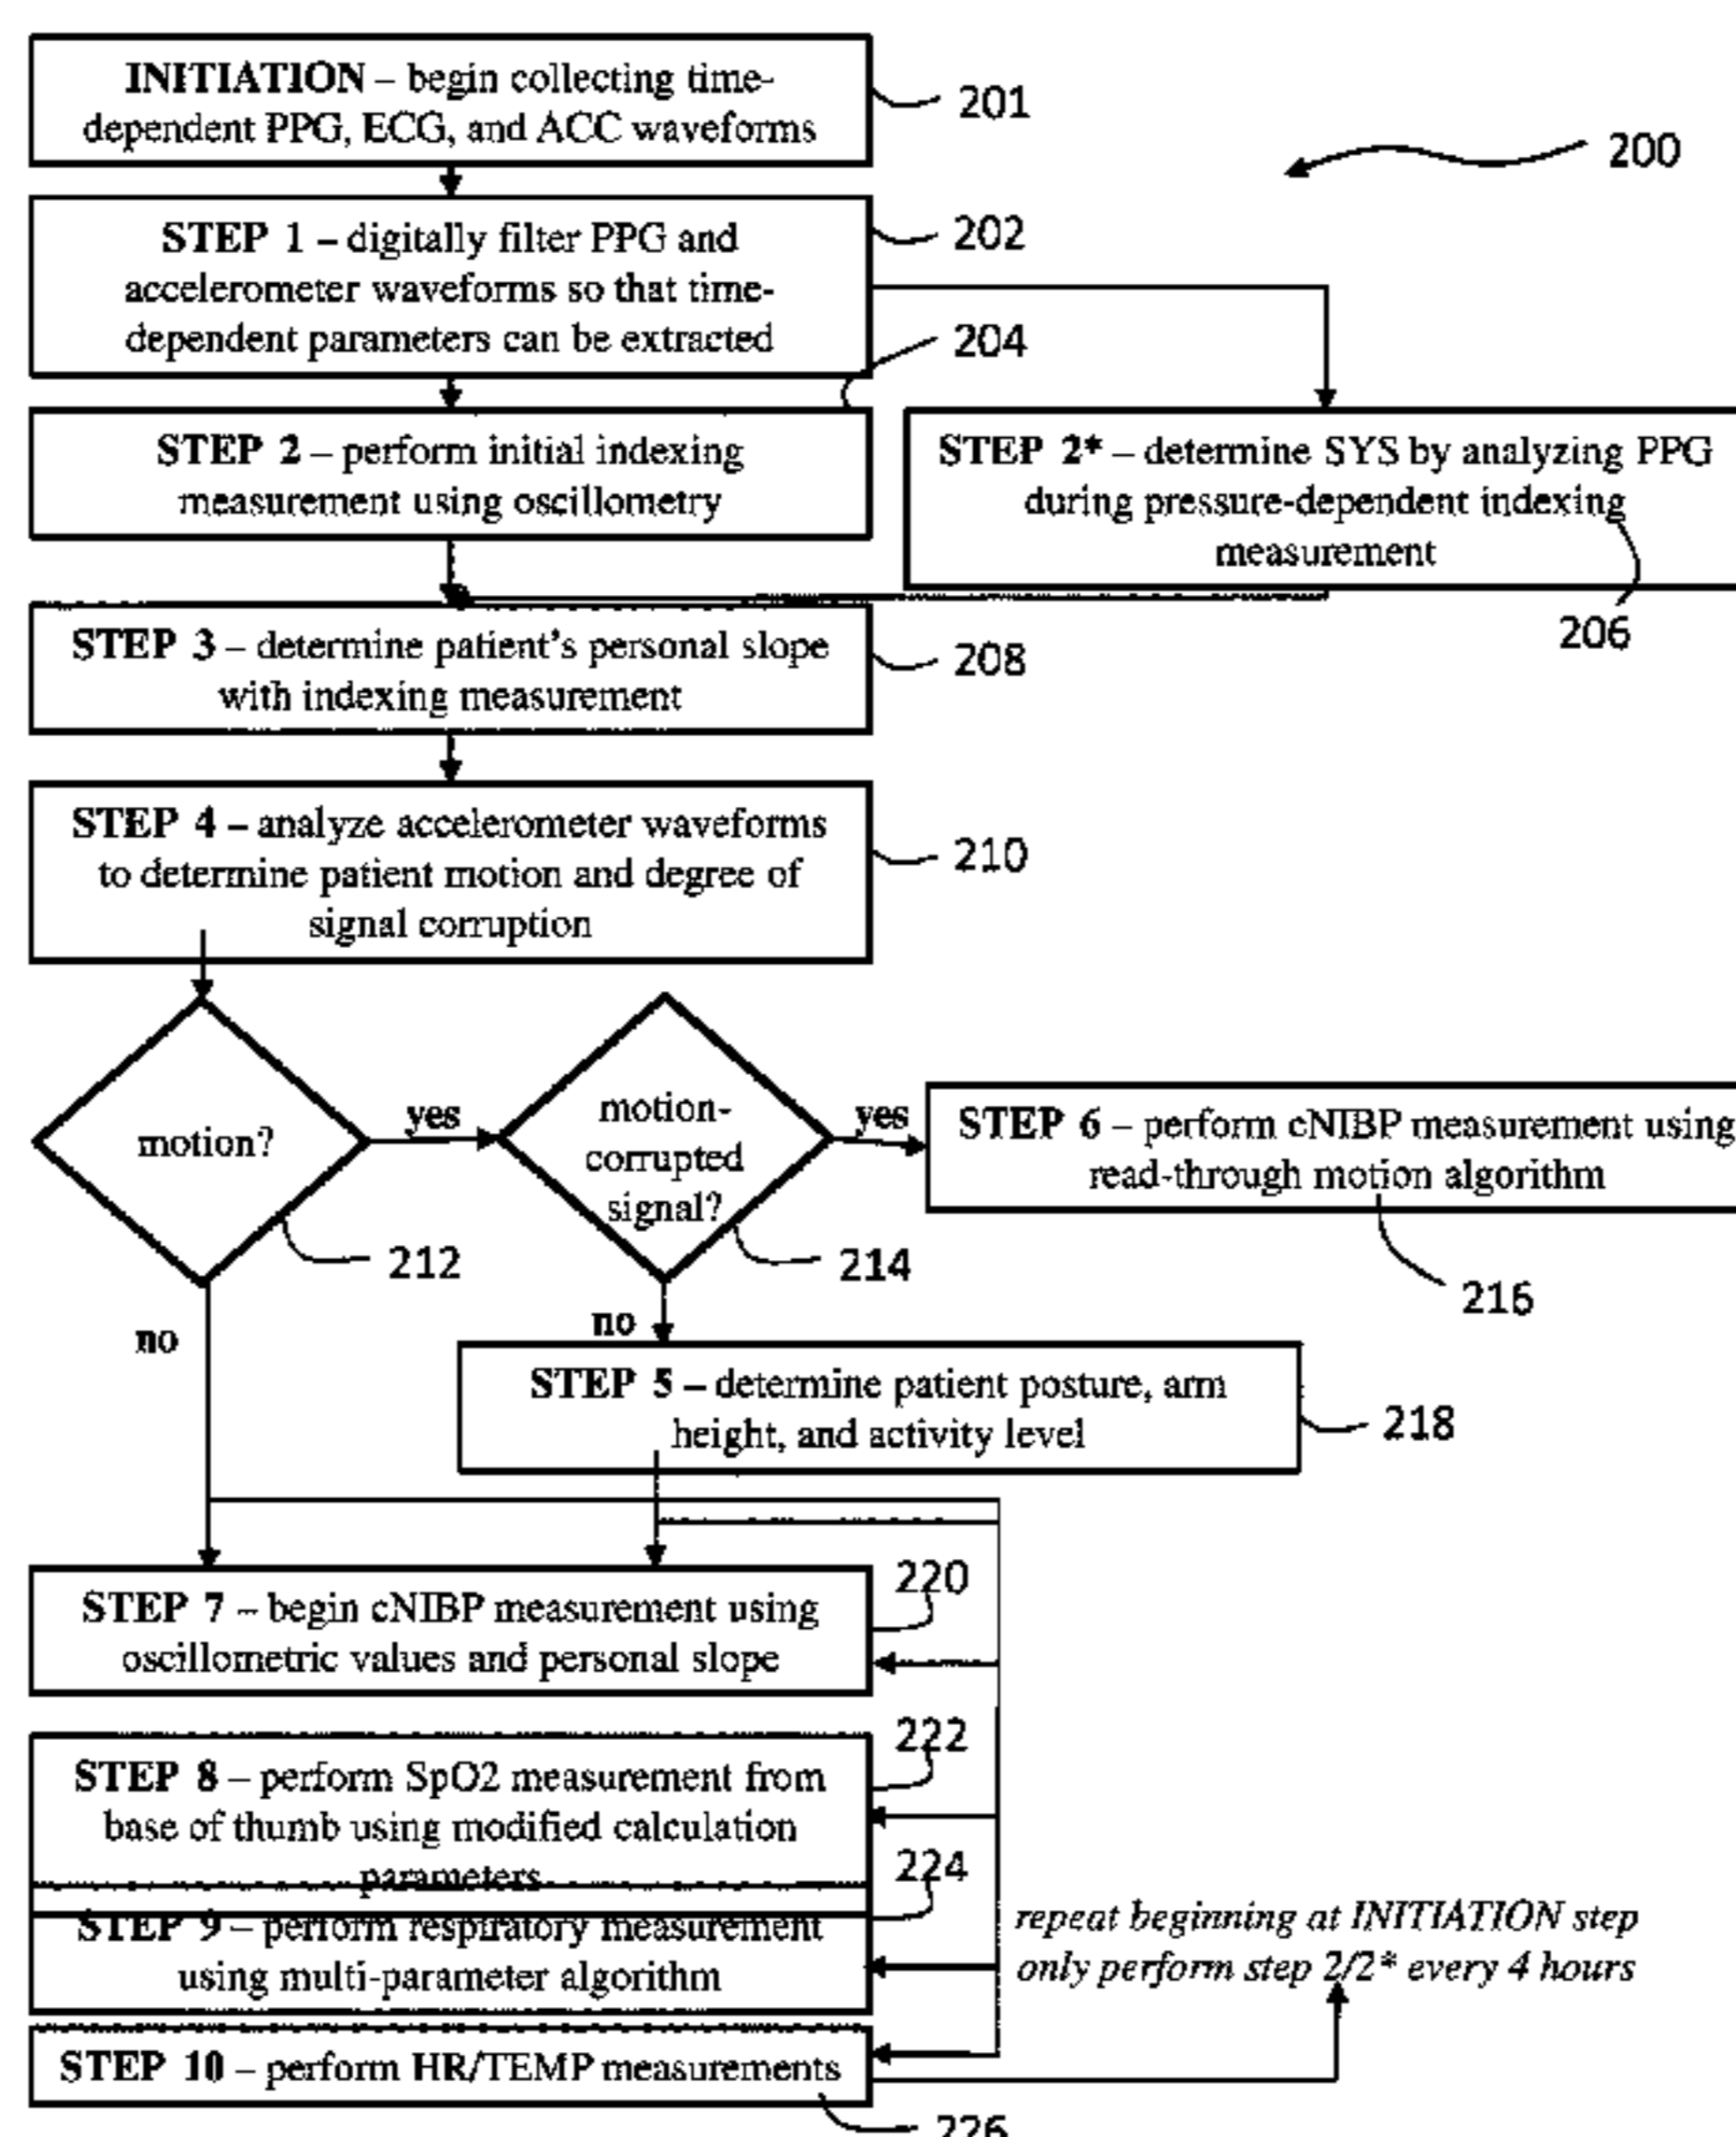 INITIATION – begin collecting time-
dependent PPG, ECG, and ACC waveforms
201
200
STEP 1 – digitally filter PPG and
accelerometer waveforms so that time-
dependent parameters can be extracted
202
204
STEP 2 – perform initial indexing
measurement using oscillometry
STEP 2* – determine SYS by analyzing PPG
during pressure-dependent indexing
measurement
206
STEP 3 – determine patient's personal slope
with indexing measurement
208
STEP 4 – analyze accelerometer waveforms
to determine patient motion and degree of
signal corruption
210
motion?
yes
212
no
motion-
corrupted
signal?
yes
214
no
STEP 6 – perform cNIBP measurement using
read-through motion algorithm
216
STEP 5 – determine patient posture, arm
height, and activity level
218
STEP 7 – begin cNIBP measurement using
oscillometric values and personal slope
220
STEP 8 – perform SpO2 measurement from
base of thumb using modified calculation
parameters
222
STEP 9 – perform respiratory measurement
using multi-parameter algorithm
224
repeat beginning at INITIATION step
only perform step 2/2* every 4 hours
STEP 10 – perform HR/TEMP measurements
226